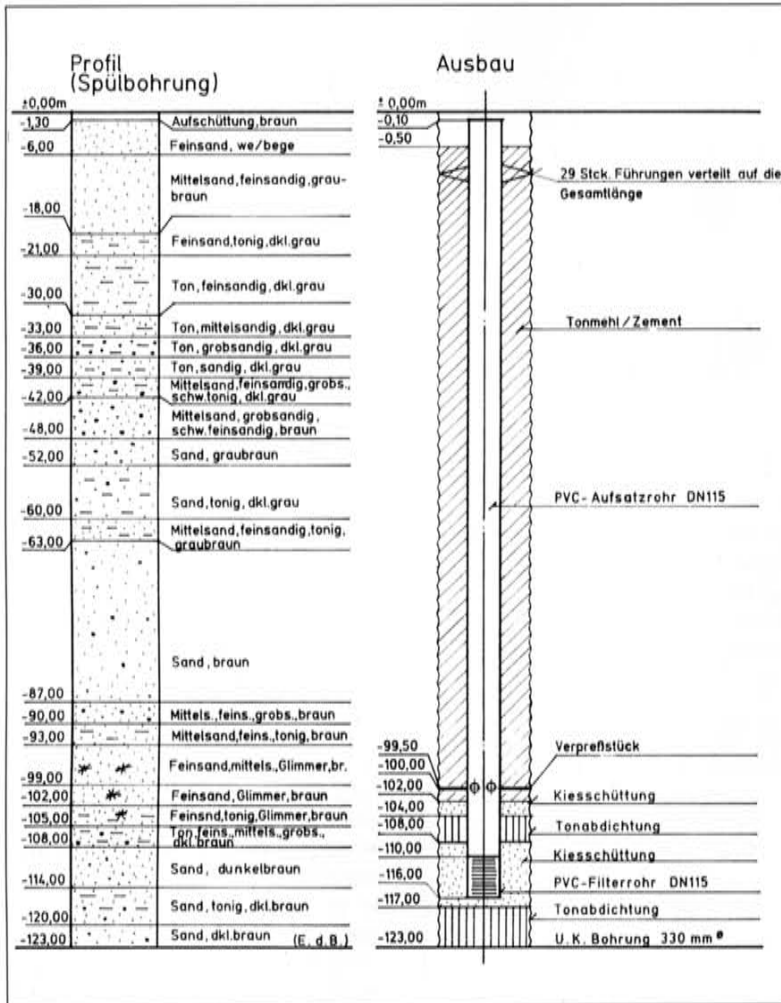 Profil
(Spülbohrung)
±0,00m
-1,30 Aufschüttung,braun
-6,00 Feinsand, we/bege
Mittelsand,feinsandig,grau-
braun
-18,00
Feinsand,tonig,dkl.grau
-21,00
Ton,feinsandig,dkl.grau
-30,00
-33,00 Ton,mittelsandig,dkl.grau
-36,00 Ton,grobsandig,dkl.grau
-39,00 Ton,sandig,dkl.grau
Mittelsand,feinsandig,grobs.,
-42,00 schw.tonig,dkl.grau
Mittelsand,grobsandig,
-48,00 schw.feinsandig,braun
-52,00 Sand,graubraun
Sand,tonig,dkl.grau
-60,00
Mittelsand,feinsandig,tonig,
-63,00 graubraun
Sand,braun
-87,00
-90,00 Mittels.,feins.,grobs.,braun
-93,00 Mittelsand,feins.,tonig,braun
Feinsand,mittels.,Glimmer,br.
-99,00
-102,00 Feinsand,Glimmer,braun
-105,00 Feinsnd,tonig,Glimmer,braun
Ton,feins.,mittels.,grobs.,
-108,00 dkl.braun
Sand, dunkelbraun
-114,00
Sand,tonig,dkl.braun
-120,00
-123,00 Sand,dkl.braun (E.d.B.)
Ausbau
± 0,00m
-0,10
-0,50
29 Stck. Führungen verteilt auf die
Gesamtlänge
Tonmehl/Zement
PVC-Aufsatzrohr DN115
-99,50 Verpreßstück
-100,00
-102,00 Kiesschüttung
-104,00
-108,00 Tonabdichtung
-110,00 Kiesschüttung
-116,00 PVC-Filterrohr DN115
-117,00
Tonabdichtung
-123,00 U.K. Bohrung 330 mm ø